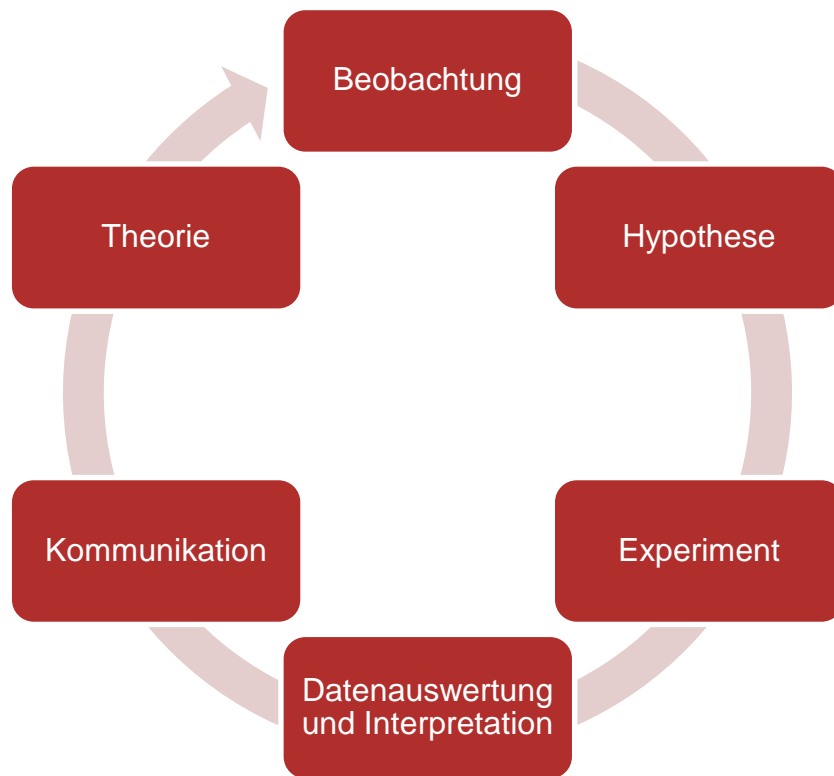 Beobachtung
Hypothese
Experiment
Datenauswertung
und Interpretation
Kommunikation
Theorie